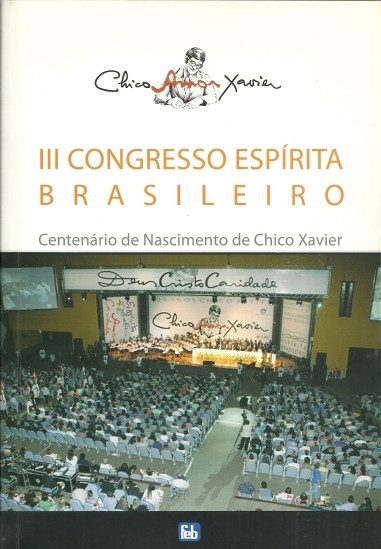 Chico Amor Xavier
III CONGRESSO ESPÍRITA
BRASILEIRO
Centenário de Nascimento de Chico Xavier
Deus Cristo Caridade
Chico Amor Xavier
feb